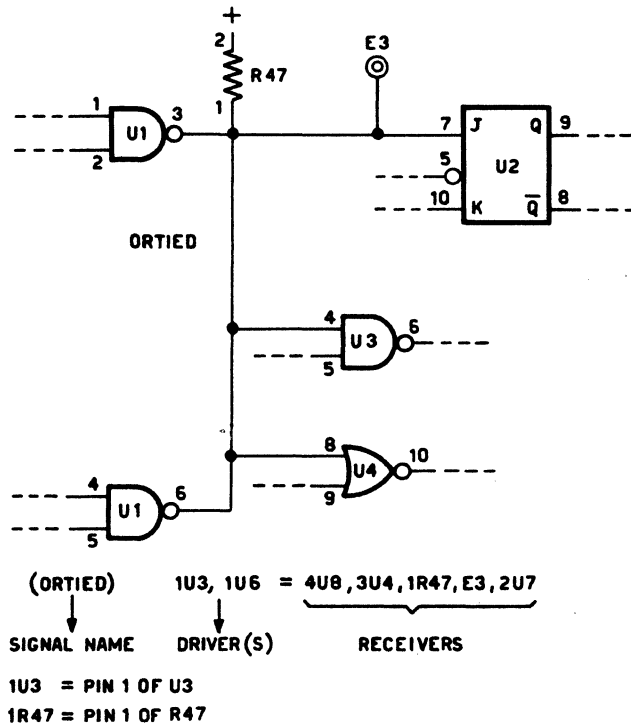 +
2
R47
1
E3
1
2
U1
3
7
J
Q
9
5
U2
10
K
Q̅
8
ORTIED
4
5
U3
6
8
9
U4
10
4
5
U1
6
(ORTIED) 1U3, 1U6 = 4U8, 3U4, 1R47, E3, 2U7
SIGNAL NAME DRIVER(S) RECEIVERS
1U3 = PIN 1 OF U3
1R47 = PIN 1 OF R47